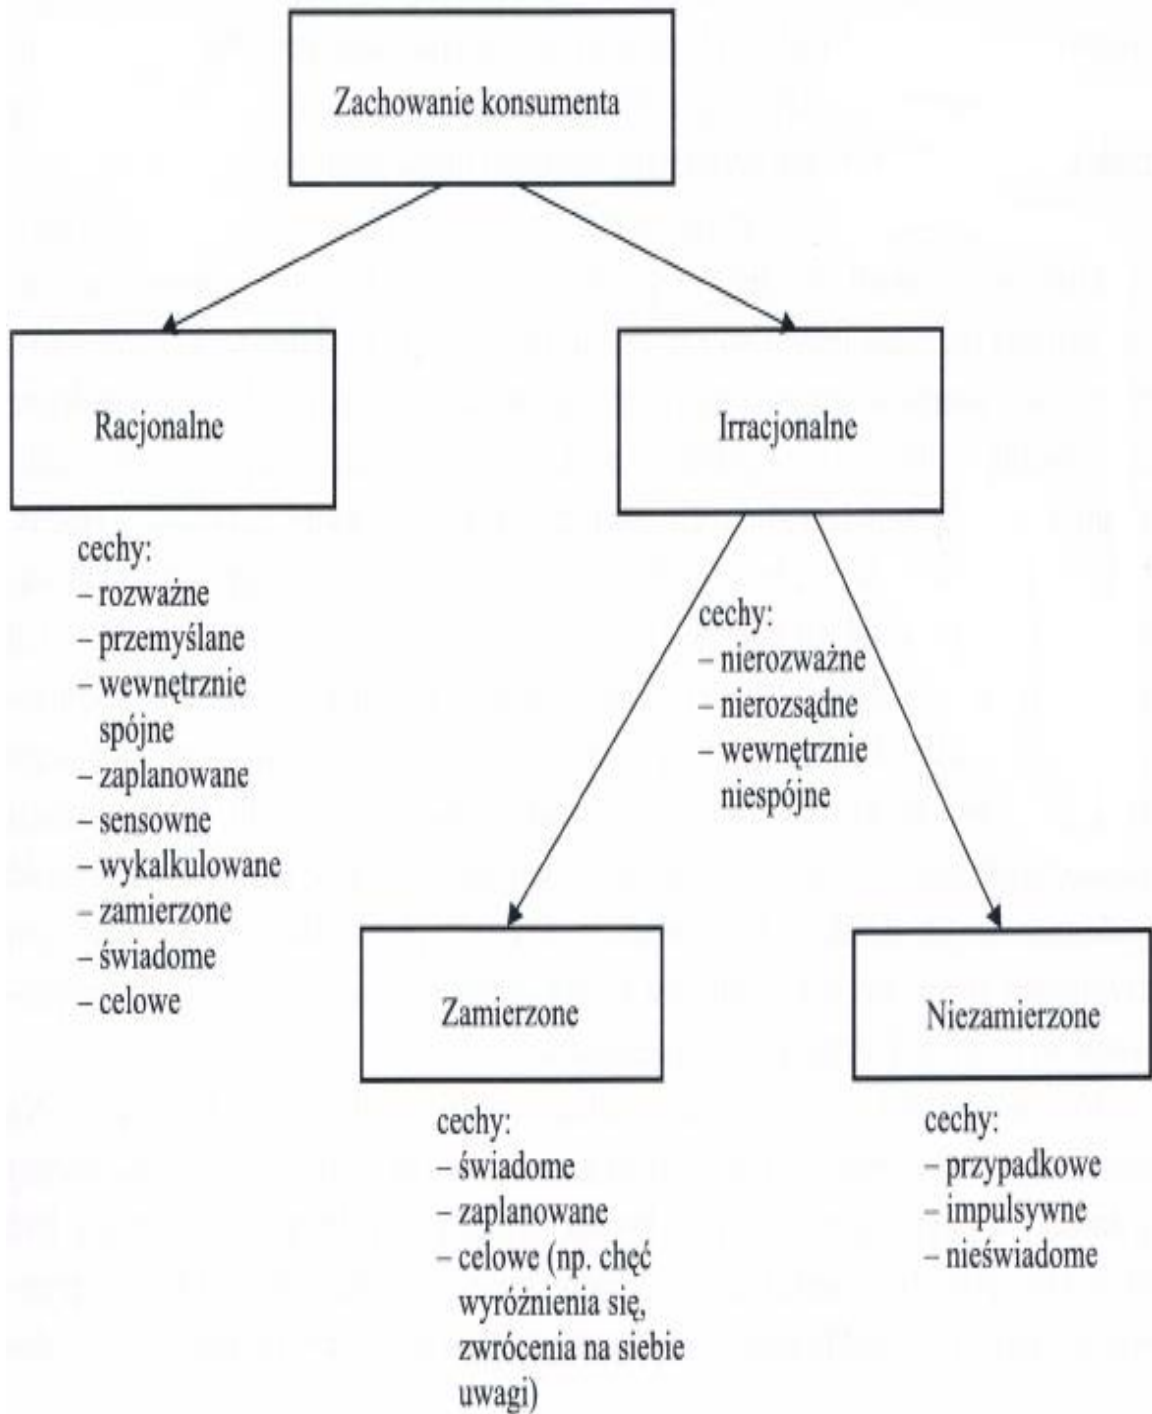 Zachowanie konsumenta
Racjonalne
cechy:
– rozważne
– przemyślane
– wewnętrznie
spójne
– zaplanowane
– sensowne
– wykalkulowane
– zamierzone
– świadome
– celowe
Irracjonalne
cechy:
– nierozważne
– nierozsądne
– wewnętrznie
niespójne
Zamierzone
cechy:
– świadome
– zaplanowane
– celowe (np. chęć
wyróżnienia się,
zwrócenia na siebie
uwagi)
Niezamierzone
cechy:
– przypadkowe
– impulsywne
– nieświadome